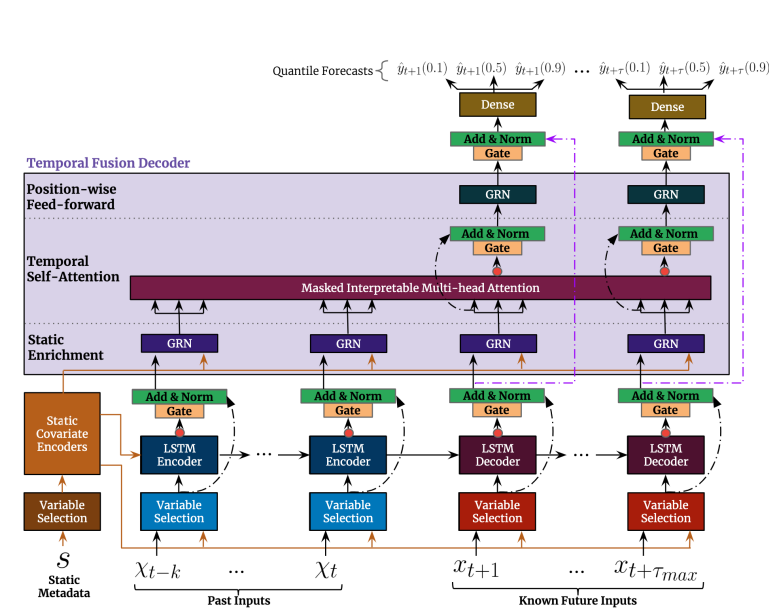 Quantile Forecasts
ŷt+1(0.1) ŷt+1(0.5) ŷt+1(0.9) ... ŷt+τ(0.1) ŷt+τ(0.5) ŷt+τ(0.9)
Dense Dense
Add & Norm Add & Norm
Gate Gate
Temporal Fusion Decoder
Position-wise
Feed-forward
GRN GRN
Add & Norm Add & Norm
Gate Gate
Temporal
Self-Attention
Masked Interpretable Multi-head Attention
Static
Enrichment
GRN GRN GRN GRN
Add & Norm Add & Norm Add & Norm Add & Norm
Gate Gate Gate Gate
Static
Covariate
Encoders
LSTM
Encoder
...
LSTM
Encoder
LSTM
Decoder
...
LSTM
Decoder
Variable
Selection
Variable
Selection
Variable
Selection
Variable
Selection
Variable
Selection
s
Static
Metadata
χt−k ... χt
Past Inputs
xt+1 ... xt+τmax
Known Future Inputs